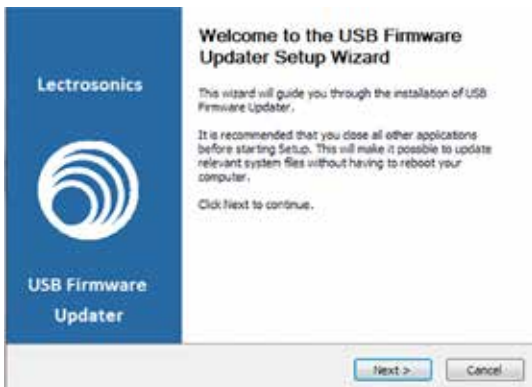 Lectrosonics
USB Firmware
Updater
Welcome to the USB Firmware
Updater Setup Wizard
This wizard will guide you through the installation of USB
Firmware Updater.
It is recommended that you close all other applications
before starting Setup. This will make it possible to update
relevant system files without having to reboot your
computer.
Click Next to continue.
Next >
Cancel